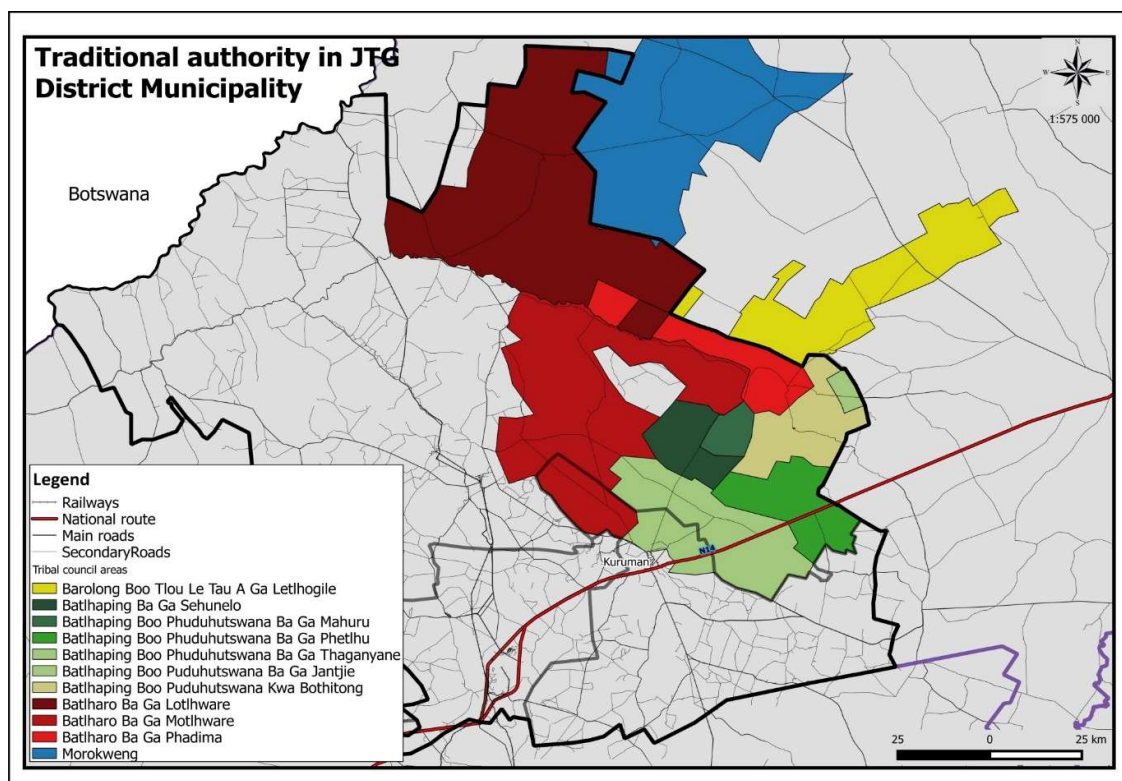 Traditional authority in JTG
District Municipality
N
W E
S
1:575 000
Botswana
Legend
Railways
National route
Main roads
SecondaryRoads
Tribal council areas
Barolong Boo Tlou Le Tau A Ga Letlhogile
Batlhaping Ba Ga Sehunelo
Batlhaping Boo Phuduhutswana Ba Ga Mahuru
Batlhaping Boo Phuduhutswana Ba Ga Phetlhu
Batlhaping Boo Phuduhutswana Ba Ga Thaganyane
Batlhaping Boo Puduhutswana Ba Ga Jantjie
Batlhaping Boo Puduhutswana Kwa Bothitong
Batlharo Ba Ga Lotlhware
Batlharo Ba Ga Motlhware
Batlharo Ba Ga Phadima
Morokweng
N14
Kuruman
25 0 25 km